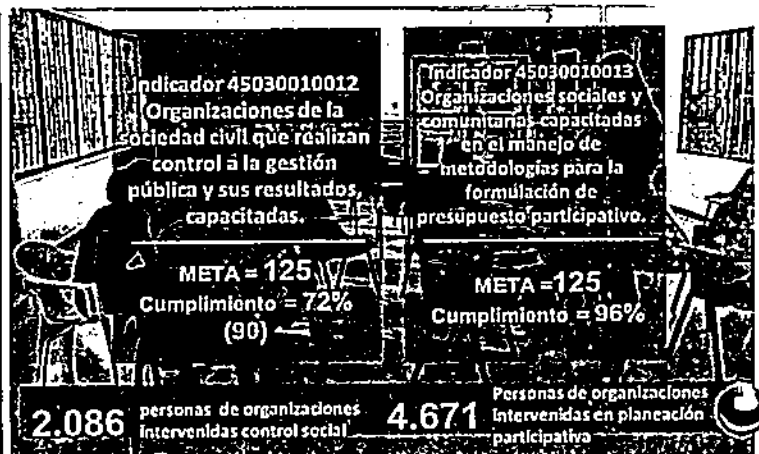 Indicador 45030010012
Organizaciones de la
sociedad civil que realizan
control a la gestión
pública y sus resultados,
capacitadas.
META = 125
Cumplimiento = 72%
(90)
Indicador 45030010013
Organizaciones sociales y
comunitarias capacitadas
en el manejo de
metodologías para la
formulación de
presupuesto participativo.
META = 125
Cumplimiento = 96%
2.086 personas de organizaciones
intervenidas control social
4.671 Personas de organizaciones
intervenidas en planeación
participativa